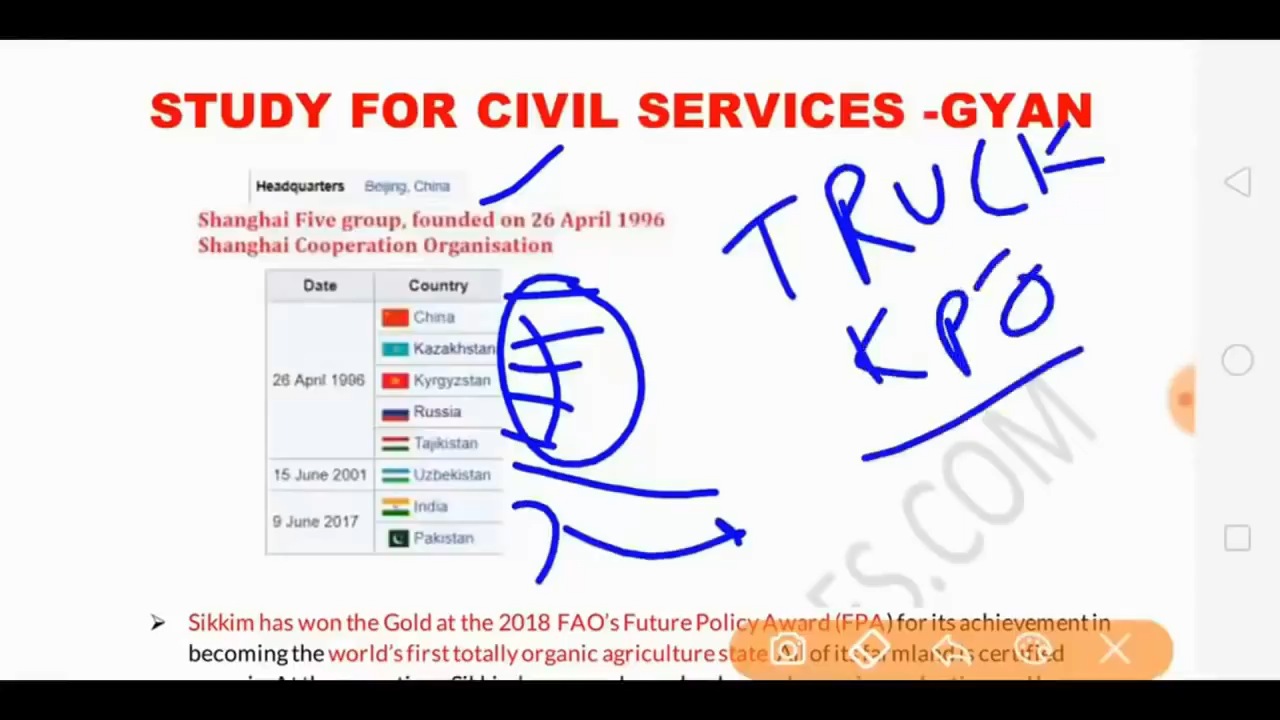 STUDY FOR CIVIL SERVICES -GYAN
Headquarters Beijing, China
Shanghai Five group, founded on 26 April 1996
Shanghai Cooperation Organisation
TRUCK
KPO
Date Country
26 April 1996
China
Kazakhstan
Kyrgyzstan
Russia
Tajikistan
15 June 2001 Uzbekistan
9 June 2017
India
Pakistan
ES.COM
➤ Sikkim has won the Gold at the 2018 FAO's Future Policy Award (FPA) for its achievement in
becoming the world's first totally organic agriculture state. All of its farmland is certified